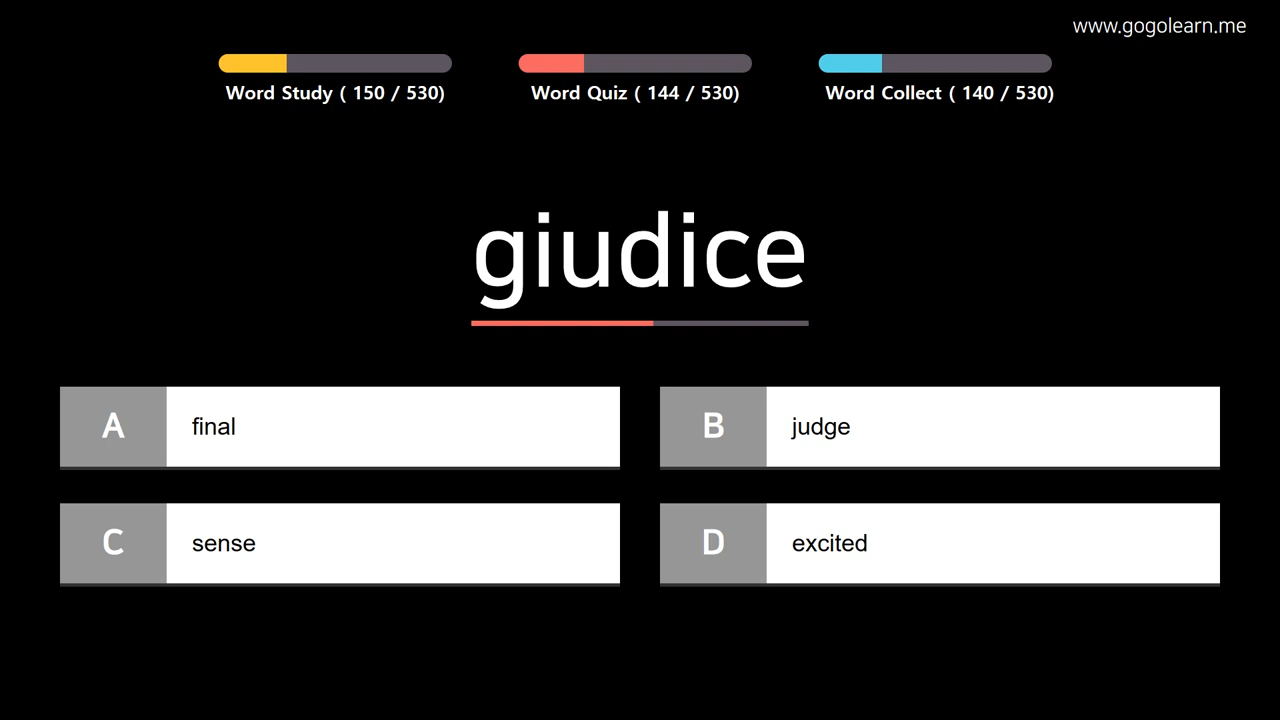 www.gogolearn.me
Word Study ( 150 / 530)
Word Quiz ( 144 / 530)
Word Collect ( 140 / 530)
giudice
A final
B judge
C sense
D excited